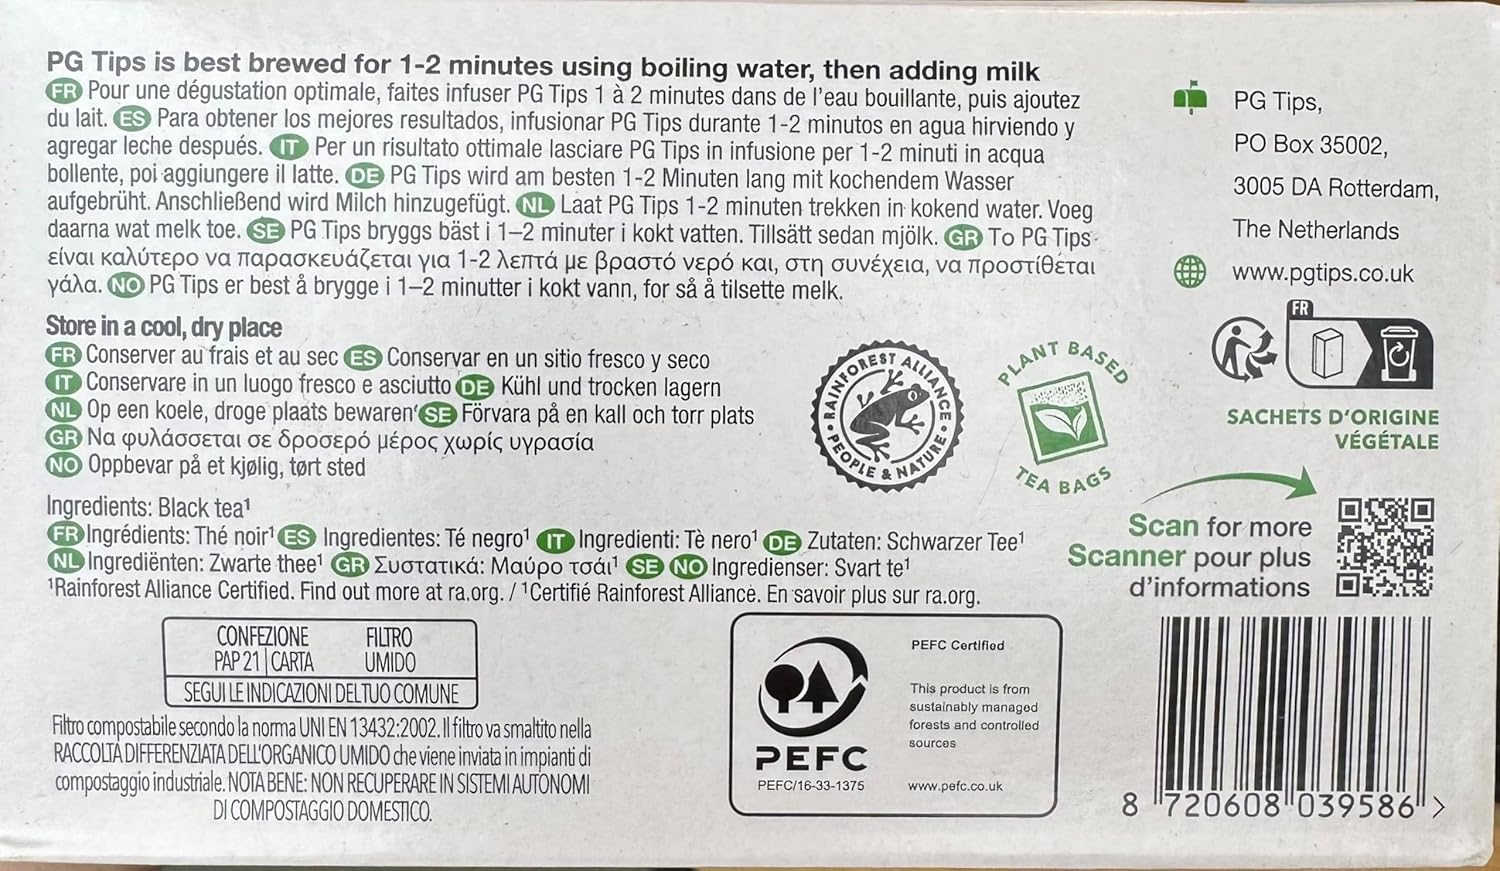 PG Tips is best brewed for 1-2 minutes using boiling water, then adding milk
FR Pour une dégustation optimale, faites infuser PG Tips 1 à 2 minutes dans de l'eau bouillante, puis ajoutez
du lait. ES Para obtener los mejores resultados, infusionar PG Tips durante 1-2 minutos en agua hirviendo y
agregar leche después. IT Per un risultato ottimale lasciare PG Tips in infusione per 1-2 minuti in acqua
bollente, poi aggiungere il latte. DE PG Tips wird am besten 1-2 Minuten lang mit kochendem Wasser
aufgebrüht. Anschließend wird Milch hinzugefügt. NL Laat PG Tips 1-2 minuten trekken in kokend water. Voeg
daarna wat melk toe. SE PG Tips bryggs bäst i 1–2 minuter i kokt vatten. Tillsätt sedan mjölk. GR Το PG Tips
είναι καλύτερο να παρασκευάζεται για 1-2 λεπτά με βραστό νερό και, στη συνέχεια, να προστίθεται
γάλα. NO PG Tips er best å brygge i 1–2 minutter i kokt vann, for så å tilsette melk.
Store in a cool, dry place
FR Conserver au frais et au sec ES Conservar en un sitio fresco y seco
IT Conservare in un luogo fresco e asciutto DE Kühl und trocken lagern
NL Op een koele, droge plaats bewaren SE Förvara på en kall och torr plats
GR Να φυλάσσεται σε δροσερό μέρος χωρίς υγρασία
NO Oppbevar på et kjølig, tørt sted
Ingredients: Black tea¹
FR Ingrédients: Thé noir¹ ES Ingredientes: Té negro¹ IT Ingredienti: Tè nero¹ DE Zutaten: Schwarzer Tee¹
NL Ingrediënten: Zwarte thee¹ GR Συστατικά: Μαύρο τσάι¹ SE NO Ingredienser: Svart te¹
¹Rainforest Alliance Certified. Find out more at ra.org. / ¹Certifié Rainforest Alliance. En savoir plus sur ra.org.
CONFEZIONE FILTRO
PAP 21 | CARTA UMIDO
SEGUI LE INDICAZIONI DEL TUO COMUNE
Filtro compostabile secondo la norma UNI EN 13432:2002. Il filtro va smaltito nella
RACCOLTA DIFFERENZIATA DELL'ORGANICO UMIDO che viene inviata in impianti di
compostaggio industriale. NOTA BENE: NON RECUPERARE IN SISTEMI AUTONOMI
DI COMPOSTAGGIO DOMESTICO.
RAINFOREST ALLIANCE
PEOPLE & NATURE
PLANT BASED
TEA BAGS
PEFC
PEFC/16-33-1375
PEFC Certified
This product is from
sustainably managed
forests and controlled
sources
www.pefc.co.uk
PG Tips,
PO Box 35002,
3005 DA Rotterdam,
The Netherlands
www.pgtips.co.uk
FR
SACHETS D'ORIGINE
VÉGÉTALE
Scan for more
Scanner pour plus
d'informations
8 720608 039586 >